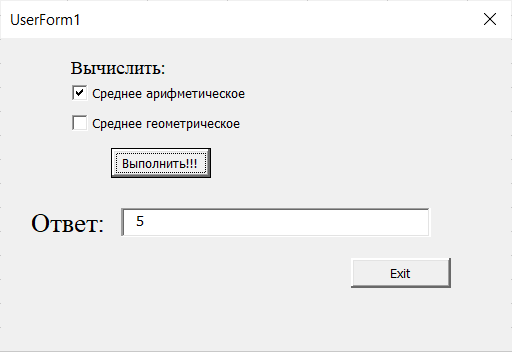 UserForm1
Вычислить:
Среднее арифметическое
Среднее геометрическое
Выполнить!!!
Ответ: 5
Exit